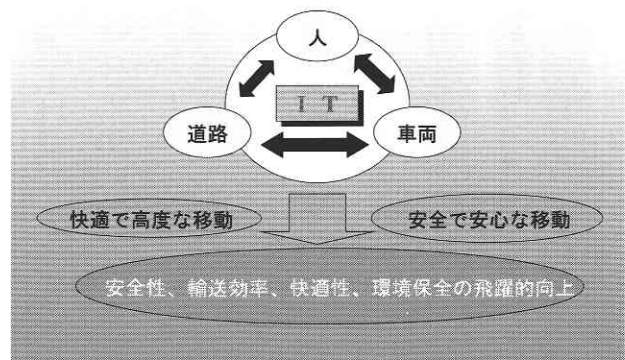 人
I T
道路
車両
快適で高度な移動
安全で安心な移動
安全性、輸送効率、快適性、環境保全の飛躍的向上